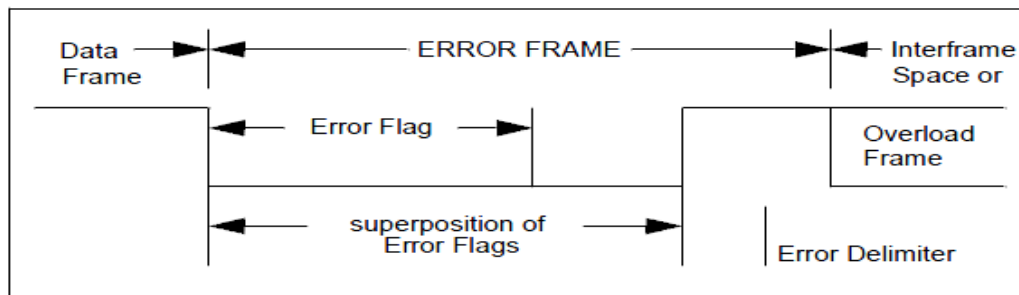 Data
Frame
ERROR FRAME
Interframe
Space or
Error Flag
Overload
Frame
superposition of
Error Flags
Error Delimiter